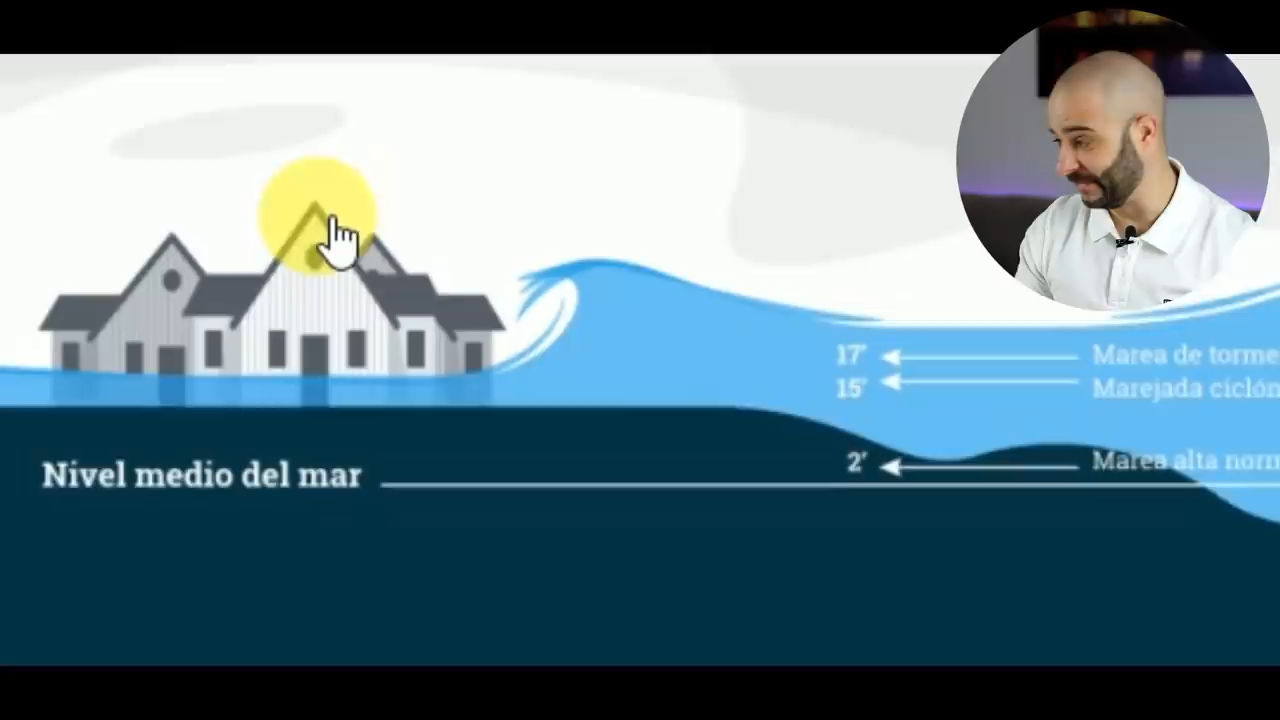 17' Marea de torme
15' Marejada ciclón
2' Marea alta norm
Nivel medio del mar